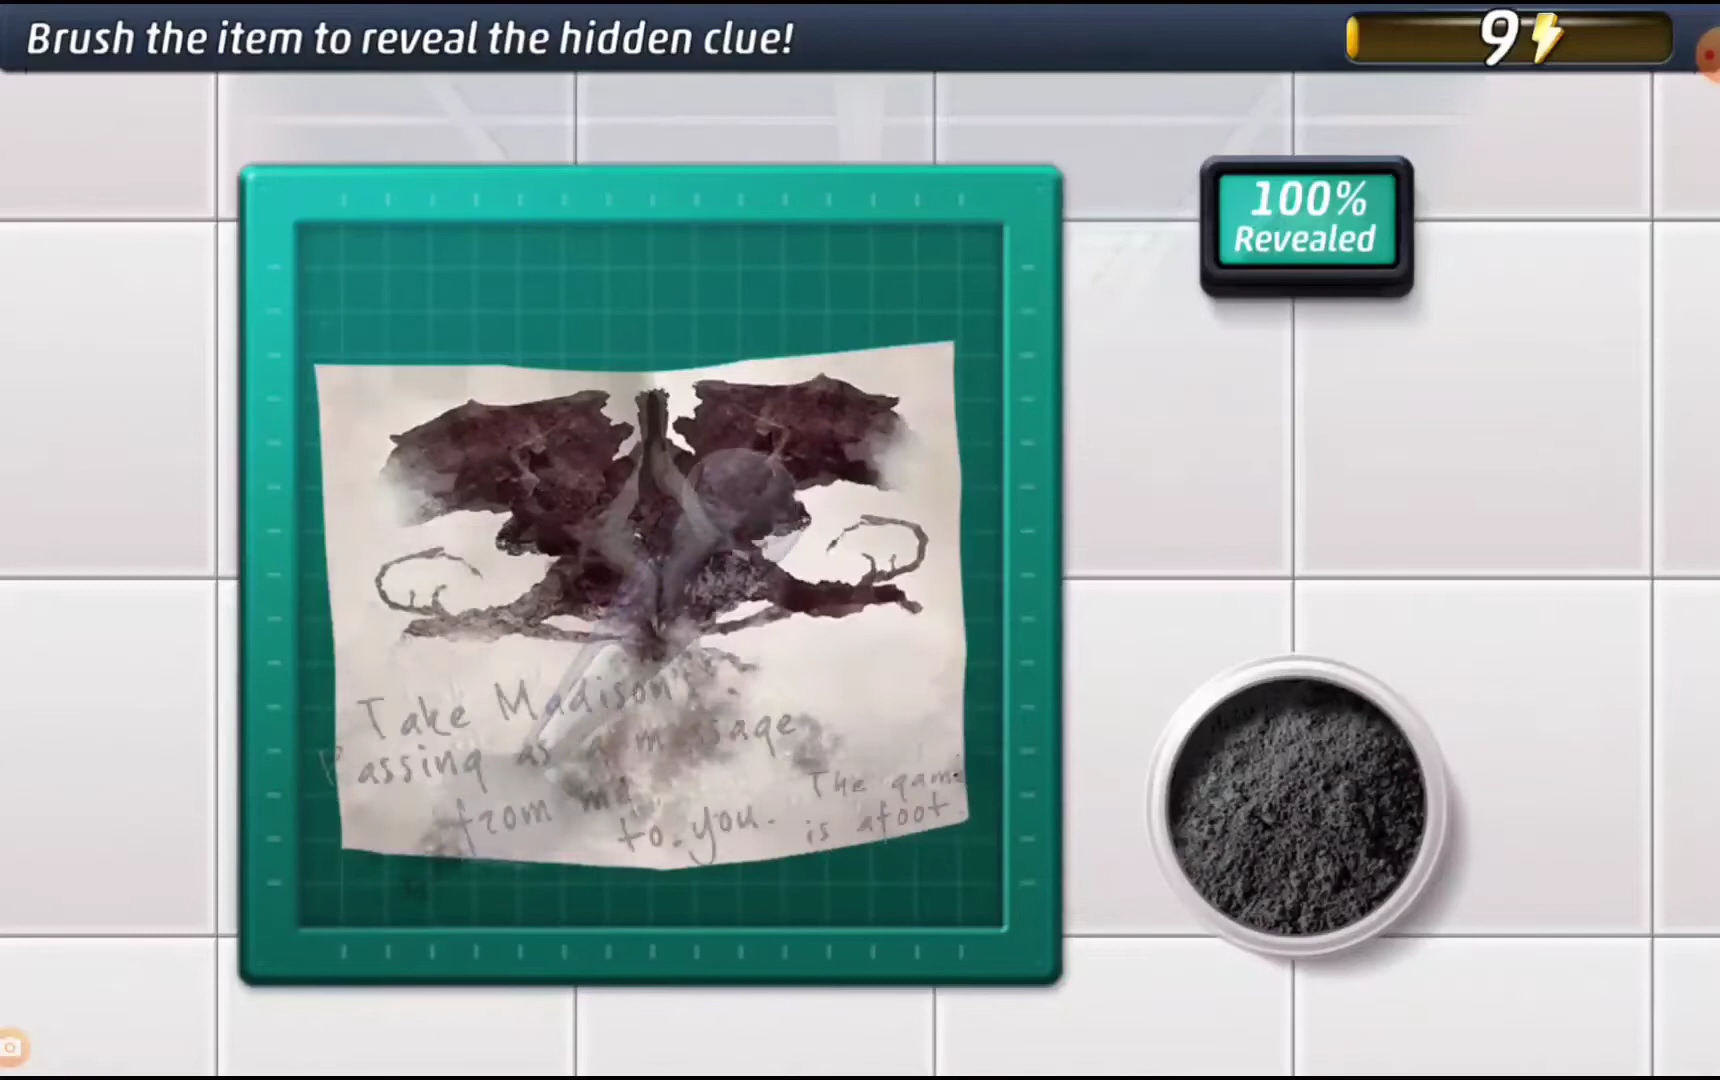 Brush the item to reveal the hidden clue!
9
100%
Revealed
Take Madison's
Passing as a message
from me
to you.
The game
is afoot.